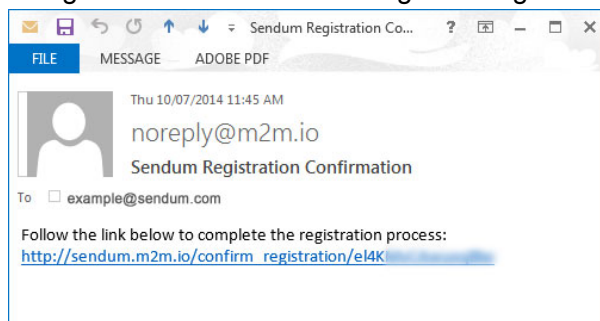 Sendum Registration Co...
?
FILE MESSAGE ADOBE PDF
Thu 10/07/2014 11:45 AM
noreply@m2m.io
Sendum Registration Confirmation
To example@sendum.com
Follow the link below to complete the registration process:
http://sendum.m2m.io/confirm_registration/el4K